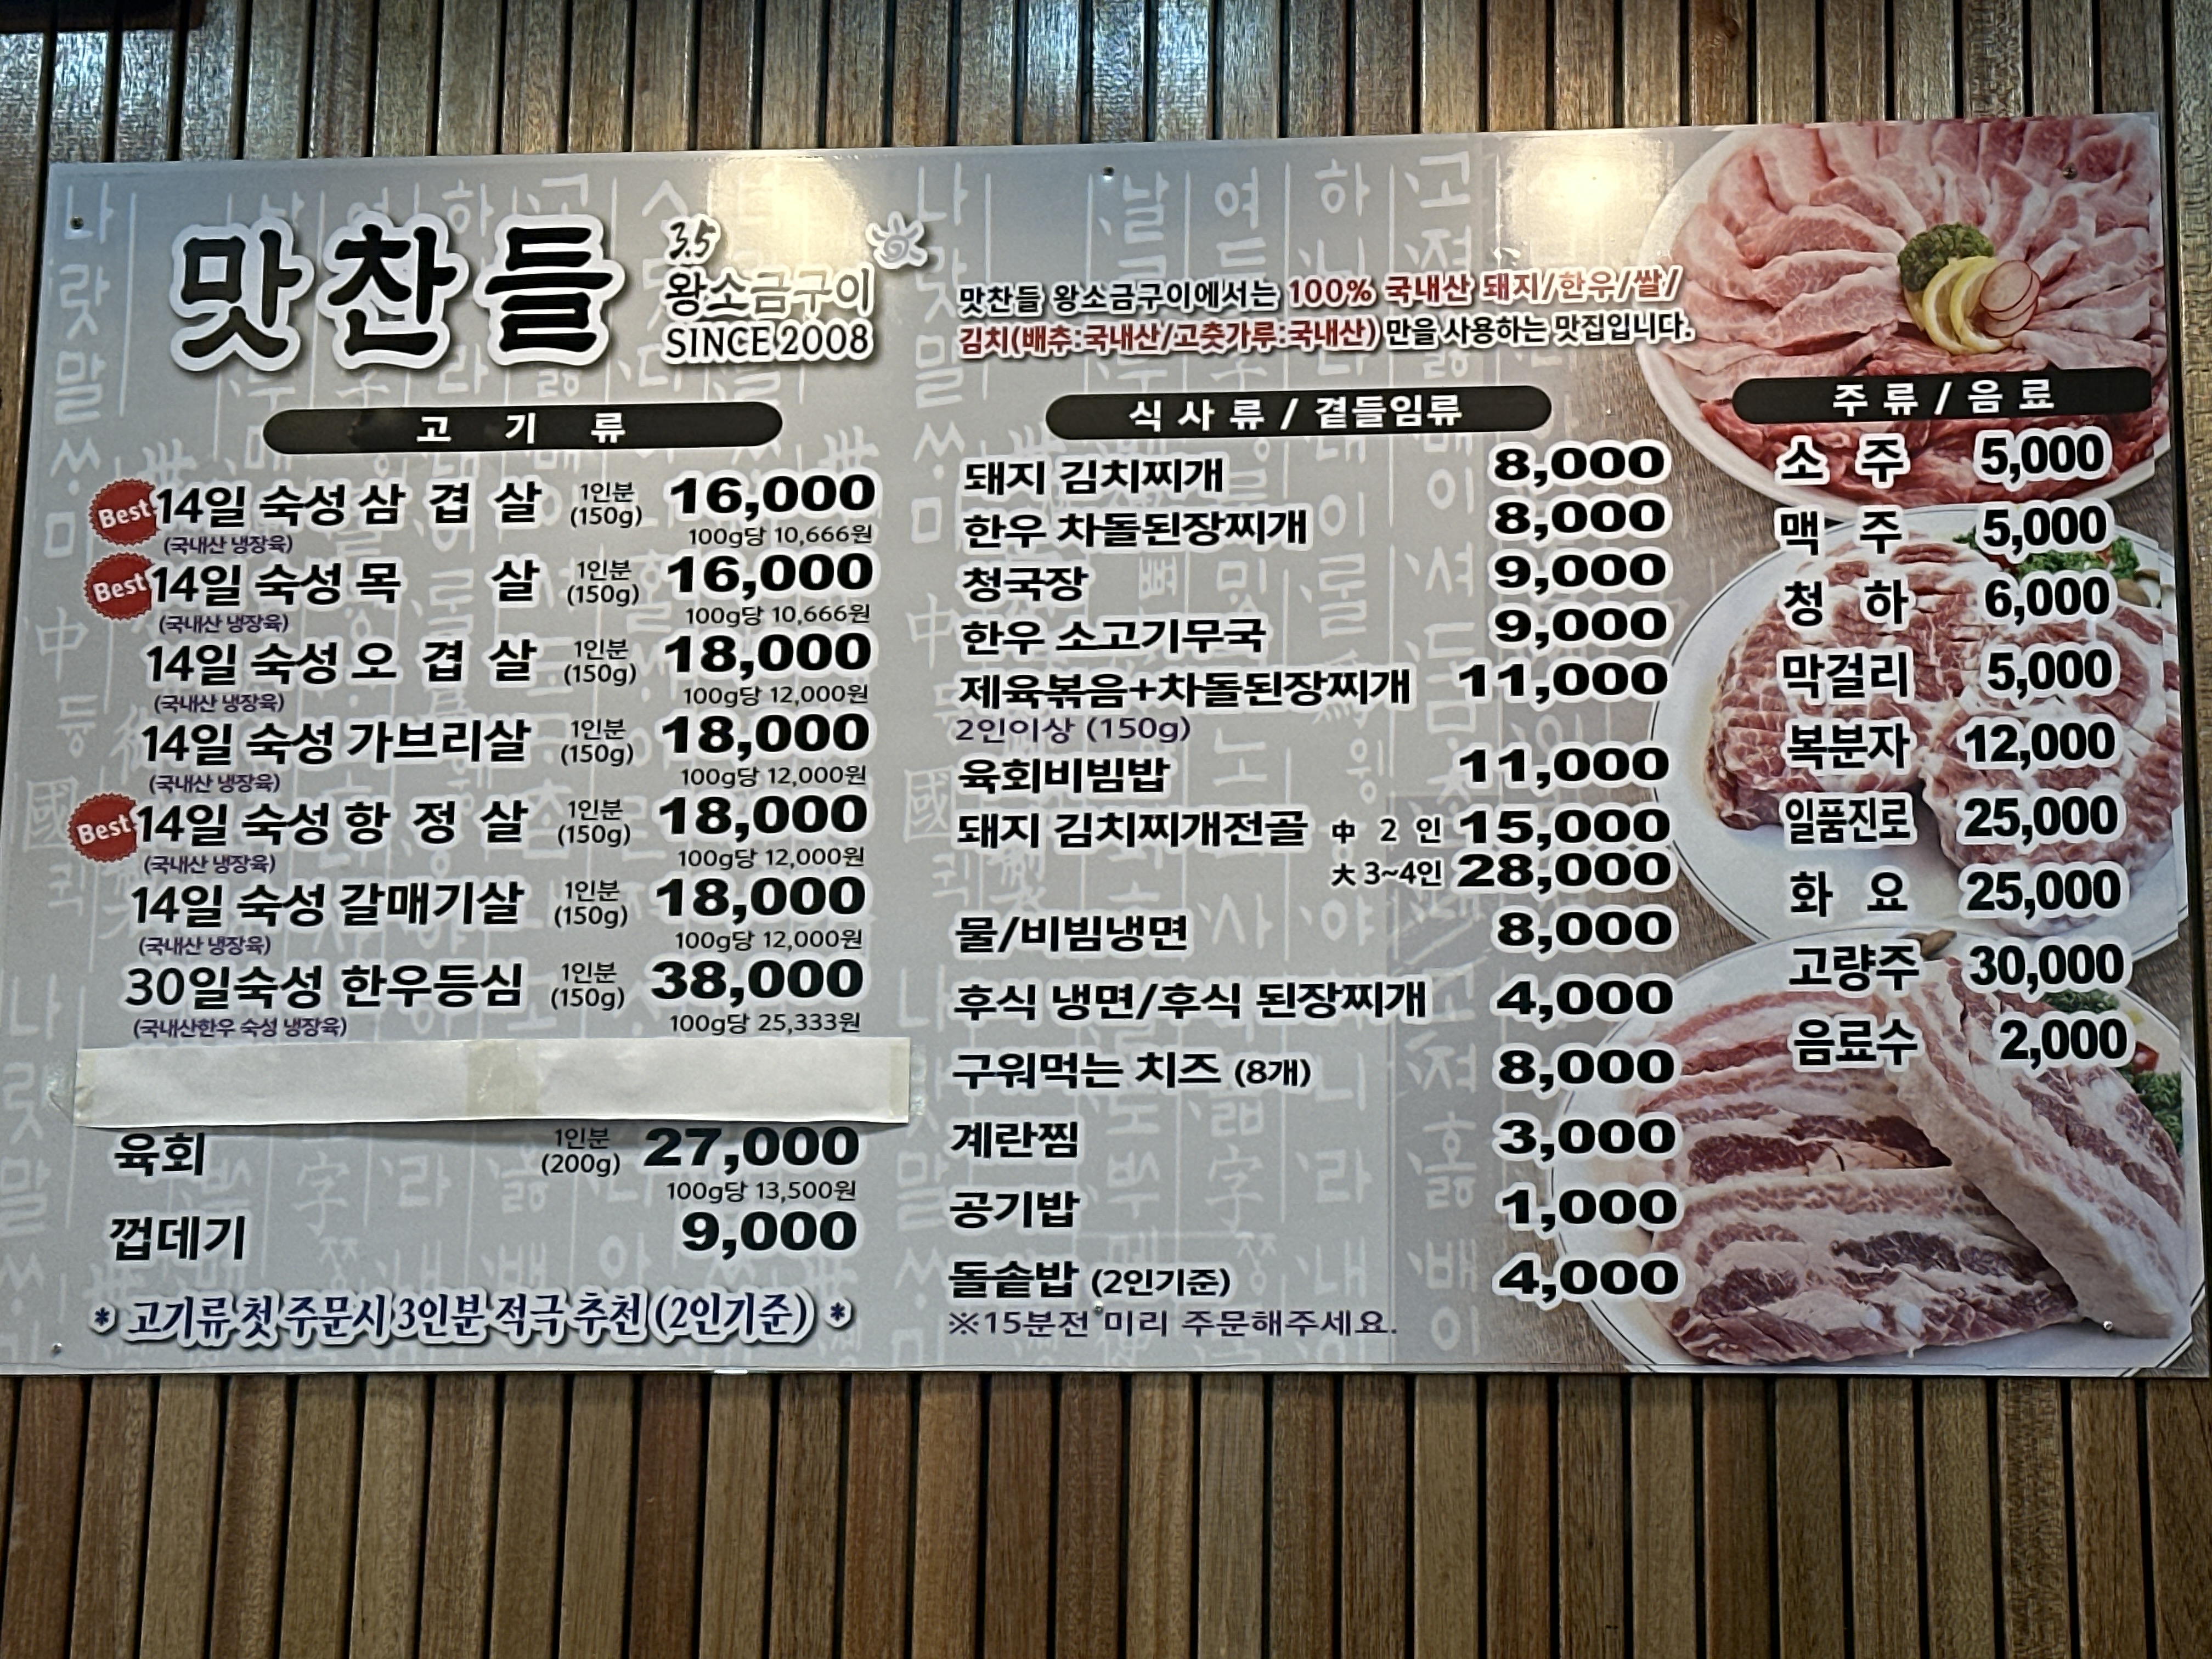 맛찬들
3.5
왕소금구이
SINCE 2008
맛찬들 왕소금구이에서는 100% 국내산 돼지/한우/쌀/
김치(배추:국내산/고춧가루:국내산)만을 사용하는 맛집입니다.
고 기 류
Best 14일 숙성 삼 겹 살 1인분 (150g) 16,000
(국내산 냉장육) 100g당 10,666원
Best 14일 숙성 목 살 1인분 (150g) 16,000
(국내산 냉장육) 100g당 10,666원
14일 숙성 오 겹 살 1인분 (150g) 18,000
(국내산 냉장육) 100g당 12,000원
14일 숙성 가브리살 1인분 (150g) 18,000
(국내산 냉장육) 100g당 12,000원
Best 14일 숙성 항 정 살 1인분 (150g) 18,000
(국내산 냉장육) 100g당 12,000원
14일 숙성 갈매기살 1인분 (150g) 18,000
(국내산 냉장육) 100g당 12,000원
30일숙성 한우등심 1인분 (150g) 38,000
(국내산한우 숙성 냉장육) 100g당 25,333원
육회 1인분 (200g) 27,000
100g당 13,500원
껍데기 9,000
* 고기류 첫 주문시 3인분 적극 추천 (2인기준) *
식 사 류 / 곁들임류
돼지 김치찌개 8,000
한우 차돌된장찌개 8,000
청국장 9,000
한우 소고기무국 9,000
제육볶음+차돌된장찌개 11,000
2인이상 (150g)
육회비빔밥 11,000
돼지 김치찌개전골 中 2 인 15,000
大 3~4인 28,000
물/비빔냉면 8,000
후식 냉면/후식 된장찌개 4,000
구워먹는 치즈 (8개) 8,000
계란찜 3,000
공기밥 1,000
돌솥밥 (2인기준) 4,000
※15분전 미리 주문해주세요.
주 류 / 음 료
소 주 5,000
맥 주 5,000
청 하 6,000
막걸리 5,000
복분자 12,000
일품진로 25,000
화 요 25,000
고량주 30,000
음료수 2,000